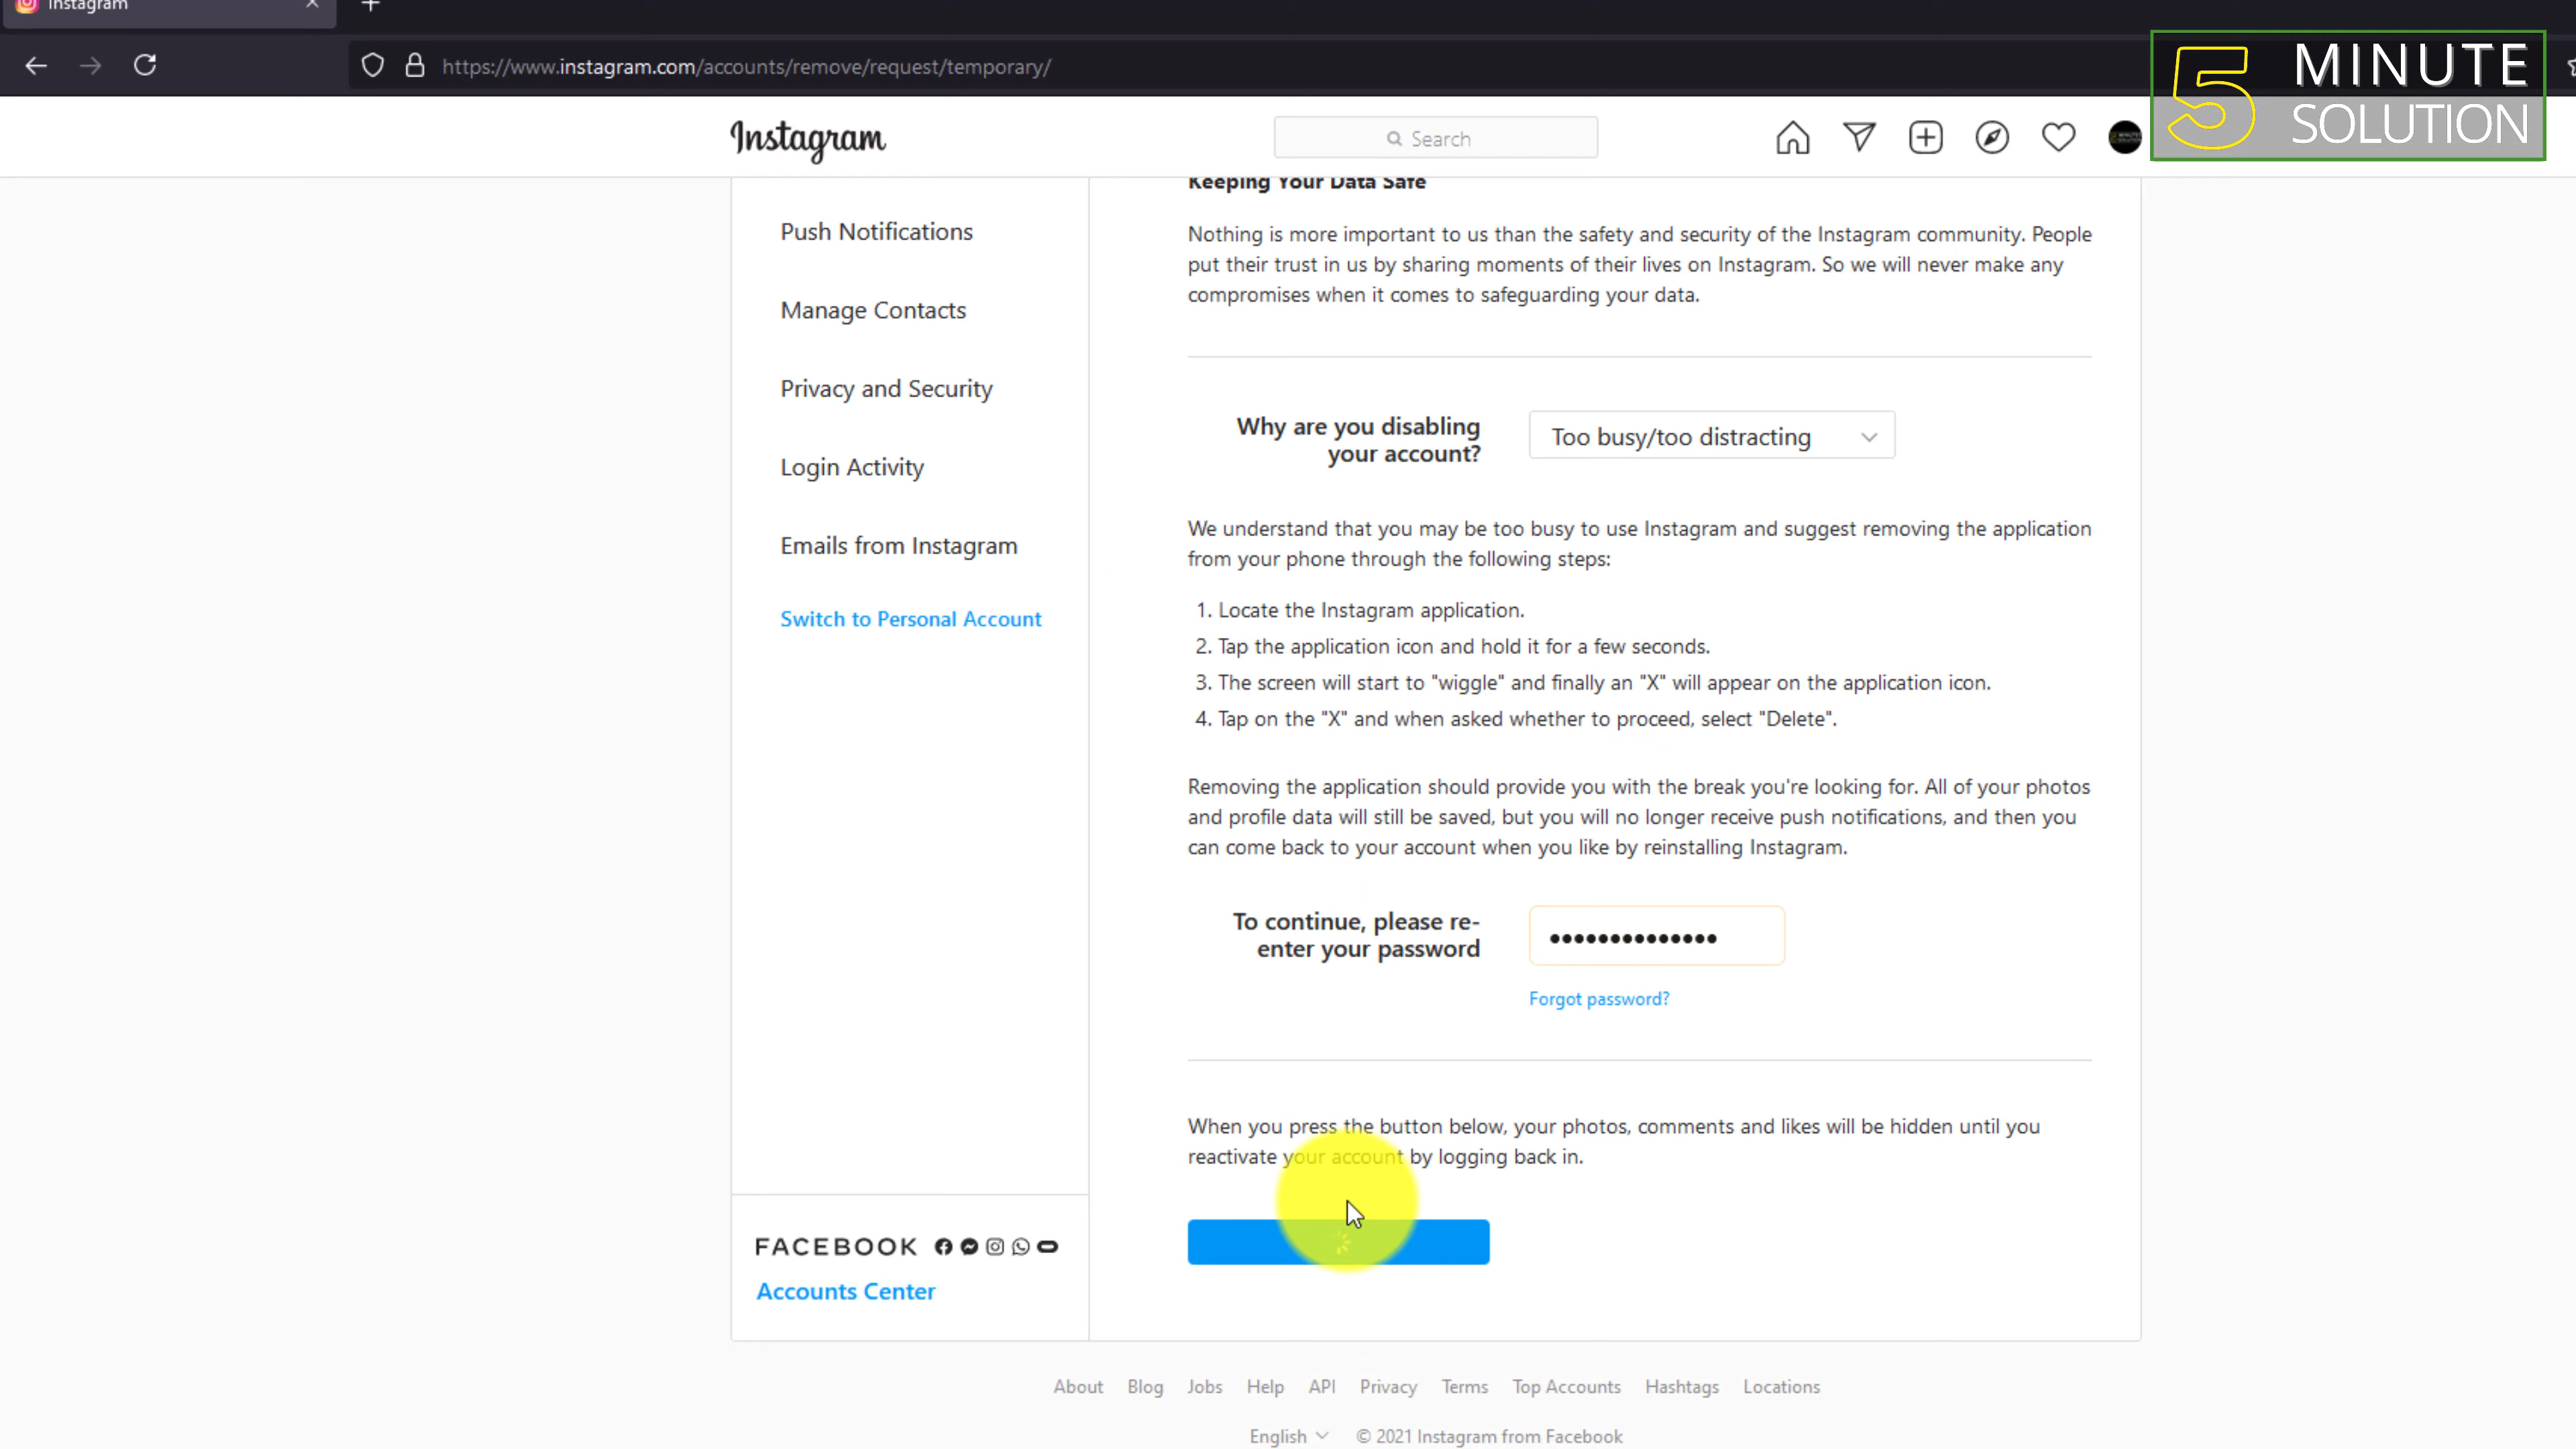 Instagram
https://www.instagram.com/accounts/remove/request/temporary/
5 MINUTE
SOLUTION
Instagram
Search
Push Notifications
Manage Contacts
Privacy and Security
Login Activity
Emails from Instagram
Switch to Personal Account
FACEBOOK
Accounts Center
Keeping Your Data Safe
Nothing is more important to us than the safety and security of the Instagram community. People
put their trust in us by sharing moments of their lives on Instagram. So we will never make any
compromises when it comes to safeguarding your data.
Why are you disabling
your account?
Too busy/too distracting
We understand that you may be too busy to use Instagram and suggest removing the application
from your phone through the following steps:
1. Locate the Instagram application.
2. Tap the application icon and hold it for a few seconds.
3. The screen will start to "wiggle" and finally an "X" will appear on the application icon.
4. Tap on the "X" and when asked whether to proceed, select "Delete".
Removing the application should provide you with the break you're looking for. All of your photos
and profile data will still be saved, but you will no longer receive push notifications, and then you
can come back to your account when you like by reinstalling Instagram.
To continue, please re-
enter your password
••••••••••••••
Forgot password?
When you press the button below, your photos, comments and likes will be hidden until you
reactivate your account by logging back in.
About Blog Jobs Help API Privacy Terms Top Accounts Hashtags Locations
English © 2021 Instagram from Facebook